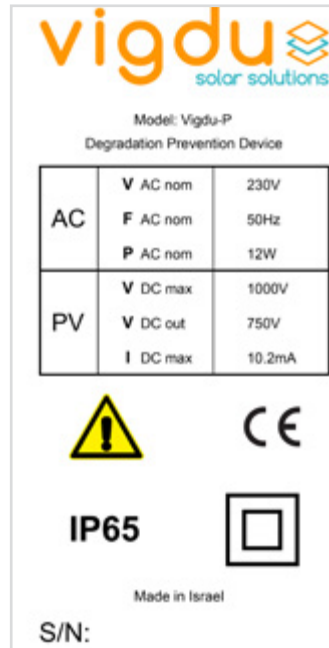 vigdu
solar solutions
Model: Vigdu-P
Degradation Prevention Device
AC
V AC nom 230V
F AC nom 50Hz
P AC nom 12W
PV
V DC max 1000V
V DC out 750V
I DC max 10.2mA
CE
IP65
Made in Israel
S/N: